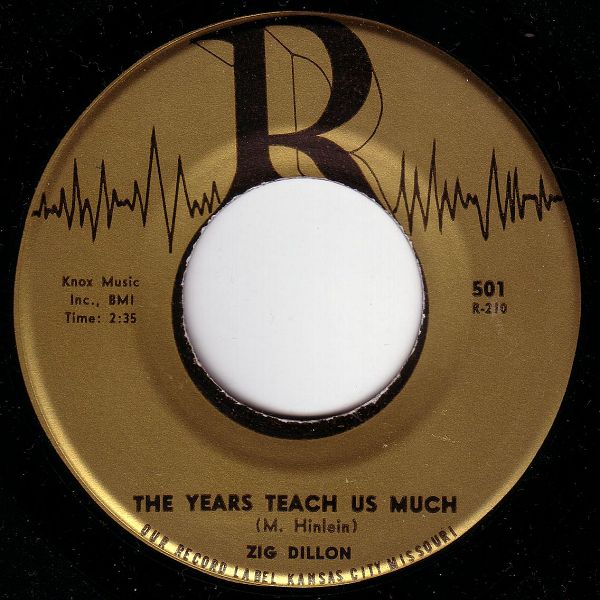 R
Knox Music
Inc., BMI
Time: 2:35
501
R-210
THE YEARS TEACH US MUCH
(M. Hinlein)
ZIG DILLON
OUR RECORD LABEL KANSAS CITY MISSOURI